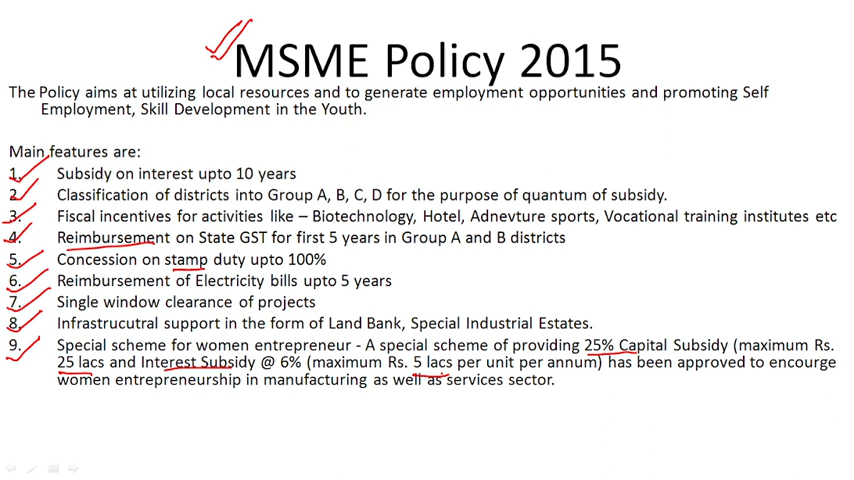 MSME Policy 2015
The Policy aims at utilizing local resources and to generate employment opportunities and promoting Self
Employment, Skill Development in the Youth.
Main features are:
1. Subsidy on interest upto 10 years
2. Classification of districts into Group A, B, C, D for the purpose of quantum of subsidy.
3. Fiscal incentives for activities like – Biotechnology, Hotel, Adnevture sports, Vocational training institutes etc
4. Reimbursement on State GST for first 5 years in Group A and B districts
5. Concession on stamp duty upto 100%
6. Reimbursement of Electricity bills upto 5 years
7. Single window clearance of projects
8. Infrastrucutral support in the form of Land Bank, Special Industrial Estates.
9. Special scheme for women entrepreneur - A special scheme of providing 25% Capital Subsidy (maximum Rs.
25 lacs and Interest Subsidy @ 6% (maximum Rs. 5 lacs per unit per annum) has been approved to encourge
women entrepreneurship in manufacturing as well as services sector.